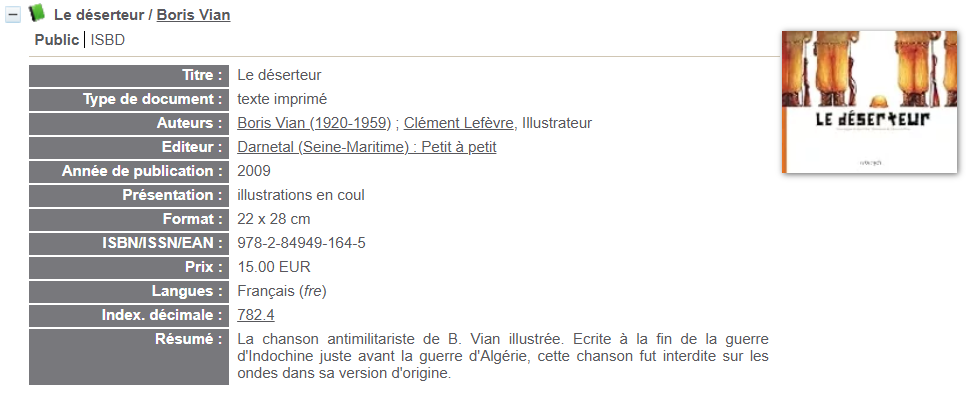 Le déserteur / Boris Vian
Public | ISBD
Titre : Le déserteur
Type de document : texte imprimé
Auteurs : Boris Vian (1920-1959) ; Clément Lefèvre, Illustrateur
Editeur : Darnetal (Seine-Maritime) : Petit à petit
Année de publication : 2009
Présentation : illustrations en coul
Format : 22 x 28 cm
ISBN/ISSN/EAN : 978-2-84949-164-5
Prix : 15.00 EUR
Langues : Français (fre)
Index. décimale : 782.4
Résumé : La chanson antimilitariste de B. Vian illustrée. Ecrite à la fin de la guerre
d'Indochine juste avant la guerre d'Algérie, cette chanson fut interdite sur les
ondes dans sa version d'origine.
LE DÉSERTEUR